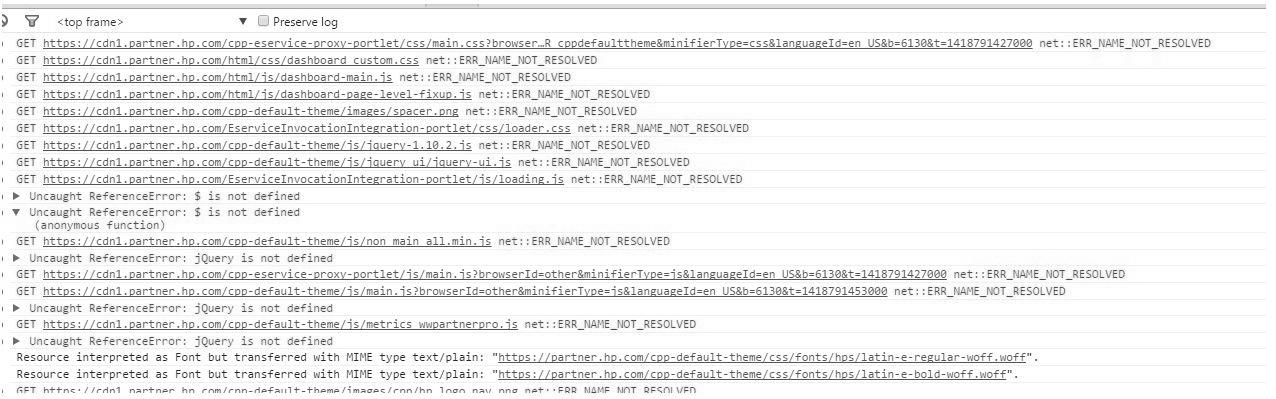 <top frame> ▼ Preserve log
GET https://cdn1.partner.hp.com/cpp-eservice-proxy-portlet/css/main.css?browser…R_cppdefaulttheme&minifierType=css&languageId=en_US&b=6130&t=1418791427000 net::ERR_NAME_NOT_RESOLVED
GET https://cdn1.partner.hp.com/html/css/dashboard_custom.css net::ERR_NAME_NOT_RESOLVED
GET https://cdn1.partner.hp.com/html/js/dashboard-main.js net::ERR_NAME_NOT_RESOLVED
GET https://cdn1.partner.hp.com/html/js/dashboard-page-level-fixup.js net::ERR_NAME_NOT_RESOLVED
GET https://cdn1.partner.hp.com/cpp-default-theme/images/spacer.png net::ERR_NAME_NOT_RESOLVED
GET https://cdn1.partner.hp.com/EserviceInvocationIntegration-portlet/css/loader.css net::ERR_NAME_NOT_RESOLVED
GET https://cdn1.partner.hp.com/cpp-default-theme/js/jquery-1.10.2.js net::ERR_NAME_NOT_RESOLVED
GET https://cdn1.partner.hp.com/cpp-default-theme/js/jquery_ui/jquery-ui.js net::ERR_NAME_NOT_RESOLVED
GET https://cdn1.partner.hp.com/EserviceInvocationIntegration-portlet/js/loading.js net::ERR_NAME_NOT_RESOLVED
▶ Uncaught ReferenceError: $ is not defined
▼ Uncaught ReferenceError: $ is not defined
(anonymous function)
GET https://cdn1.partner.hp.com/cpp-default-theme/js/non_main_all.min.js net::ERR_NAME_NOT_RESOLVED
▶ Uncaught ReferenceError: jQuery is not defined
GET https://cdn1.partner.hp.com/cpp-eservice-proxy-portlet/js/main.js?browserId=other&minifierType=js&languageId=en_US&b=6130&t=1418791427000 net::ERR_NAME_NOT_RESOLVED
GET https://cdn1.partner.hp.com/cpp-default-theme/js/main.js?browserId=other&minifierType=js&languageId=en_US&b=6130&t=1418791453000 net::ERR_NAME_NOT_RESOLVED
▶ Uncaught ReferenceError: jQuery is not defined
GET https://cdn1.partner.hp.com/cpp-default-theme/js/metrics_wwpartnerpro.js net::ERR_NAME_NOT_RESOLVED
▶ Uncaught ReferenceError: jQuery is not defined
Resource interpreted as Font but transferred with MIME type text/plain: "https://partner.hp.com/cpp-default-theme/css/fonts/hps/latin-e-regular-woff.woff".
Resource interpreted as Font but transferred with MIME type text/plain: "https://partner.hp.com/cpp-default-theme/css/fonts/hps/latin-e-bold-woff.woff".
GET https://cdn1.partner.hp.com/cpp-default-theme/images/cpp/hp_logo_nav.png net::ERR_NAME_NOT_RESOLVED